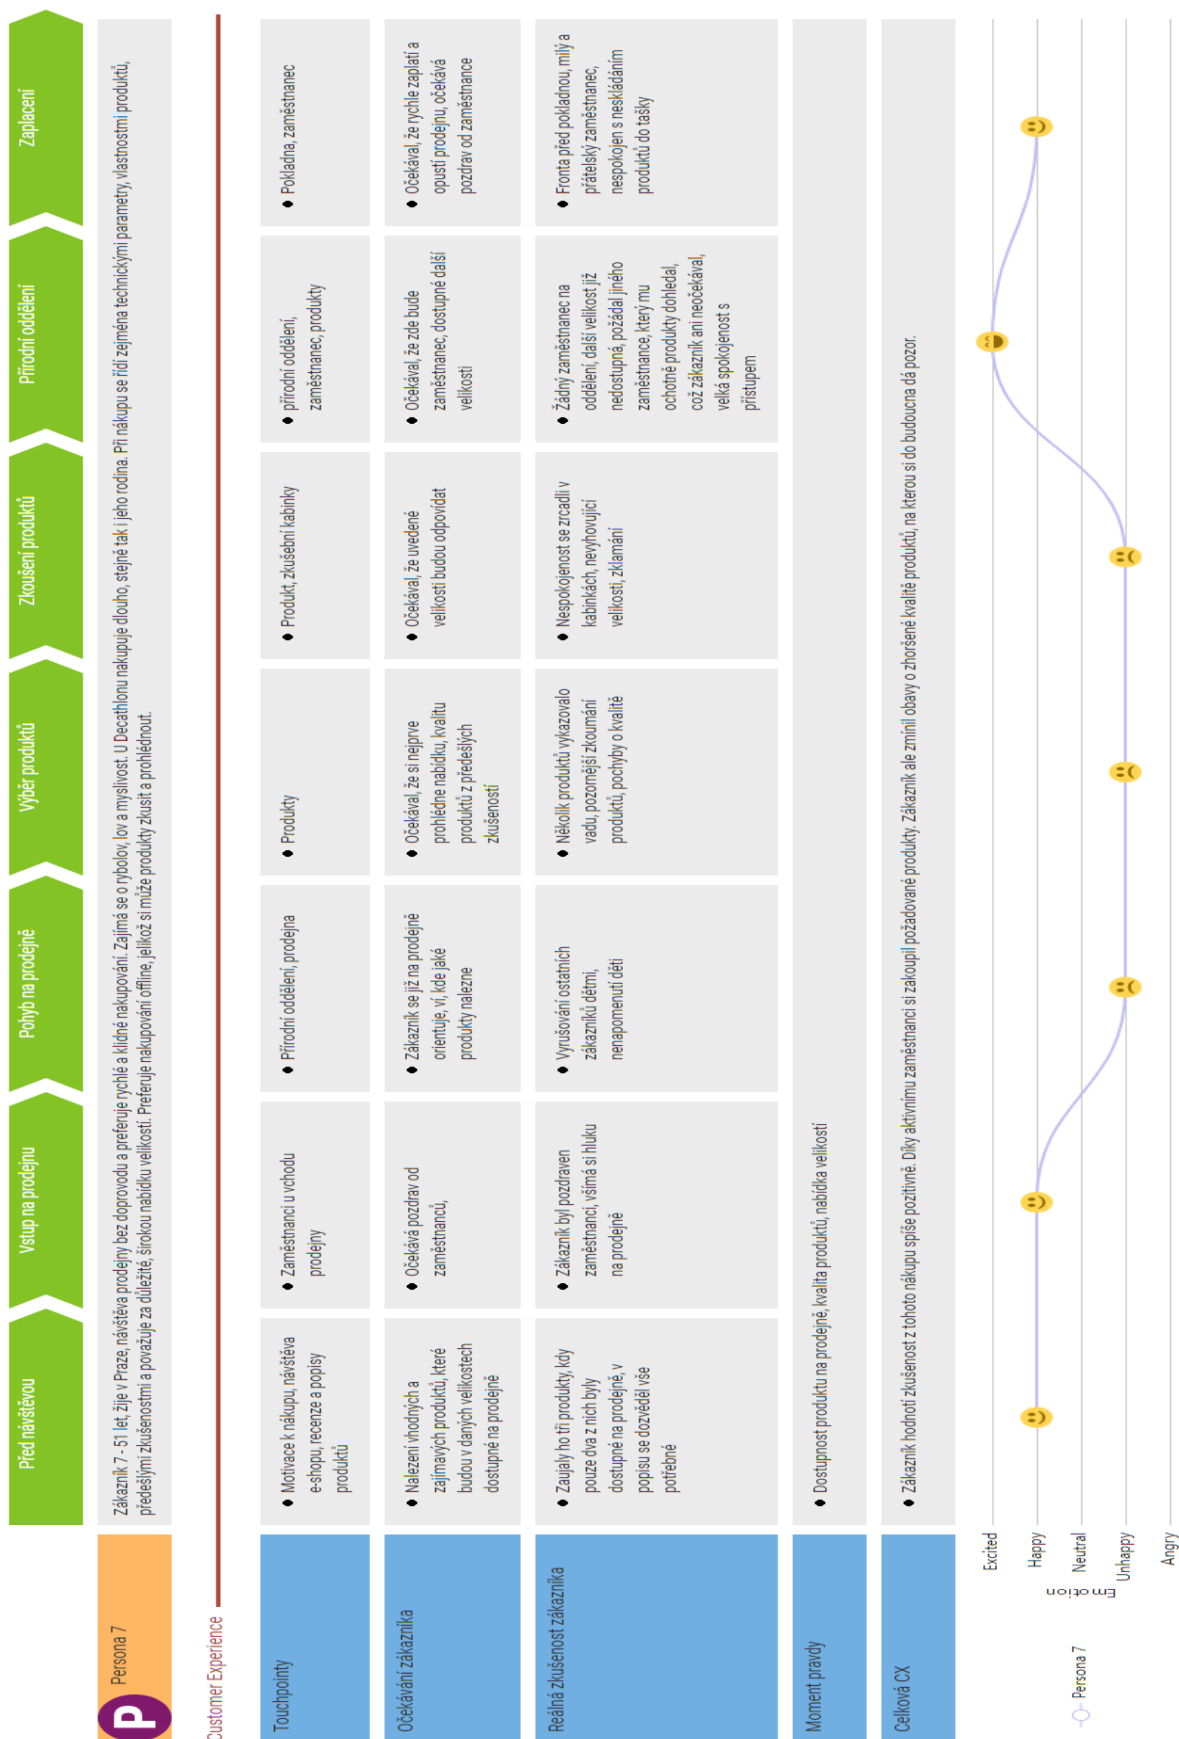 Před návštěvou
Vstup na prodejnu
Pohyb na prodejně
Výběr produktů
Zkoušení produktů
Přírodní oddělení
Zaplacení
P
Persona 7
Zákazník 7 - 51 let, žije v Praze, návštěva prodejny bez doprovodu a preferuje rychlé a klidné nakupování. Zajímá se o rybolov, lov a myslivost. U Decathlonu nakupuje dlouho, stejně tak i jeho rodina. Při nákupu se řídí zejména technickými parametry, vlastnostmi produktů,
předešlými zkušenostmi a považuje za důležité, širokou nabídku velikostí. Preferuje nakupování offline, jelikož si může produkty zkusit a prohlédnout.
Customer Experience
Touchpointy
● Motivace k nákupu, návštěva
e-shopu, recenze a popisy
produktů
● Zaměstnanci u vchodu
prodejny
● Přírodní oddělení, prodejna
● Produkty
● Produkt, zkušební kabinky
● přírodní oddělení,
zaměstnanec, produkty
● Pokladna, zaměstnanec
Očekávání zákazníka
● Nalezení vhodných a
zajímavých produktů, které
budou v daných velikostech
dostupné na prodejně
● Očekává pozdrav od
zaměstnanců,
● Zákazník se již na prodejně
orientuje, ví, kde jaké
produkty nalezne
● Očekával, že si nejprve
prohlédne nabídku, kvalitu
produktů z předešlých
zkušeností
● Očekával, že uvedené
velikosti budou odpovídat
● Očekával, že zde bude
zaměstnanec, dostupné další
velikosti
● Očekával, že rychle zaplatí a
opustí prodejnu, očekává
pozdrav od zaměstnance
Reálná zkušenost zákazníka
● Zaujaly ho tři produkty, kdy
pouze dva z nich byly
dostupné na prodejně, v
popisu se dozvěděl vše
potřebné
● Zákazník byl pozdraven
zaměstnanci, všímá si hluku
na prodejně
● Vyrušování ostatních
zákazníků dětmi,
nenapomenutí dětí
● Několik produktů vykazovalo
vadu, pozornější zkoumání
produktů, pochyby o kvalitě
● Nespokojenost se zrcadli v
kabinkách, nevyhovující
velikosti, zklamání
● Žádný zaměstnanec na
oddělení, další velikost již
nedostupná, požádal jiného
zaměstnance, který mu
ochotně produkty dohledal,
což zákazník ani neočekával,
velká spokojenost s
přístupem
● Fronta před pokladnou, milý a
přátelský zaměstnanec,
nespokojen s neskládáním
produktů do tašky
Moment pravdy
● Dostupnost produktu na prodejně, kvalita produktů, nabídka velikostí
Celková CX
● Zákazník hodnotí zkušenost z tohoto nákupu spíše pozitivně. Díky aktivnímu zaměstnanci si zakoupil požadované produkty. Zákazník ale zmínil obavy o zhoršené kvalitě produktů, na kterou si do budoucna dá pozor.
Persona 7
Emotion
Excited
Happy
Neutral
Unhappy
Angry